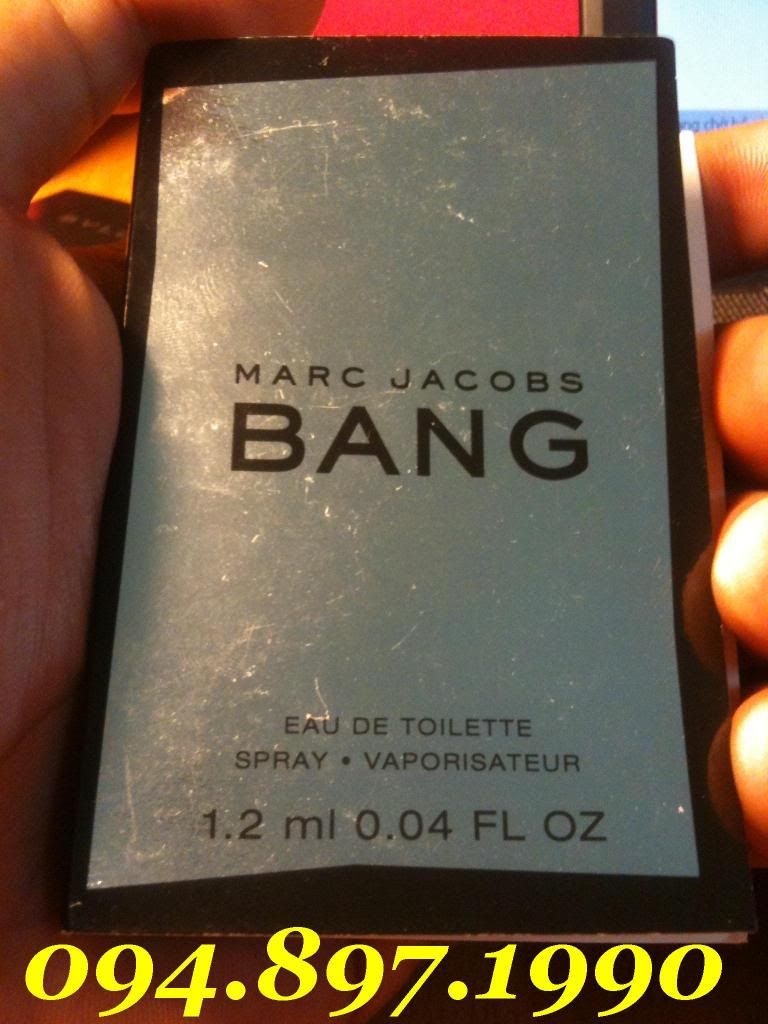 MARC JACOBS
BANG
EAU DE TOILETTE
SPRAY • VAPORISATEUR
1.2 ml 0.04 FL OZ
094.897.1990